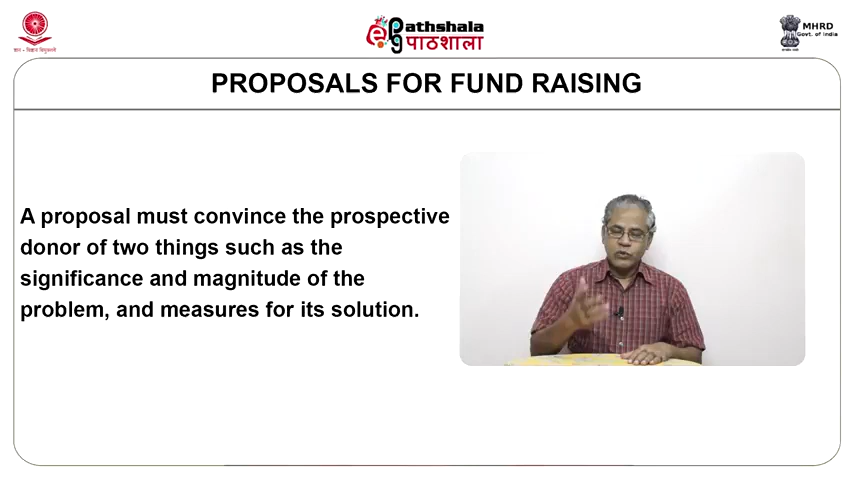 ePathshala
पाठशाला
MHRD
Govt. of India
PROPOSALS FOR FUND RAISING
A proposal must convince the prospective
donor of two things such as the
significance and magnitude of the
problem, and measures for its solution.